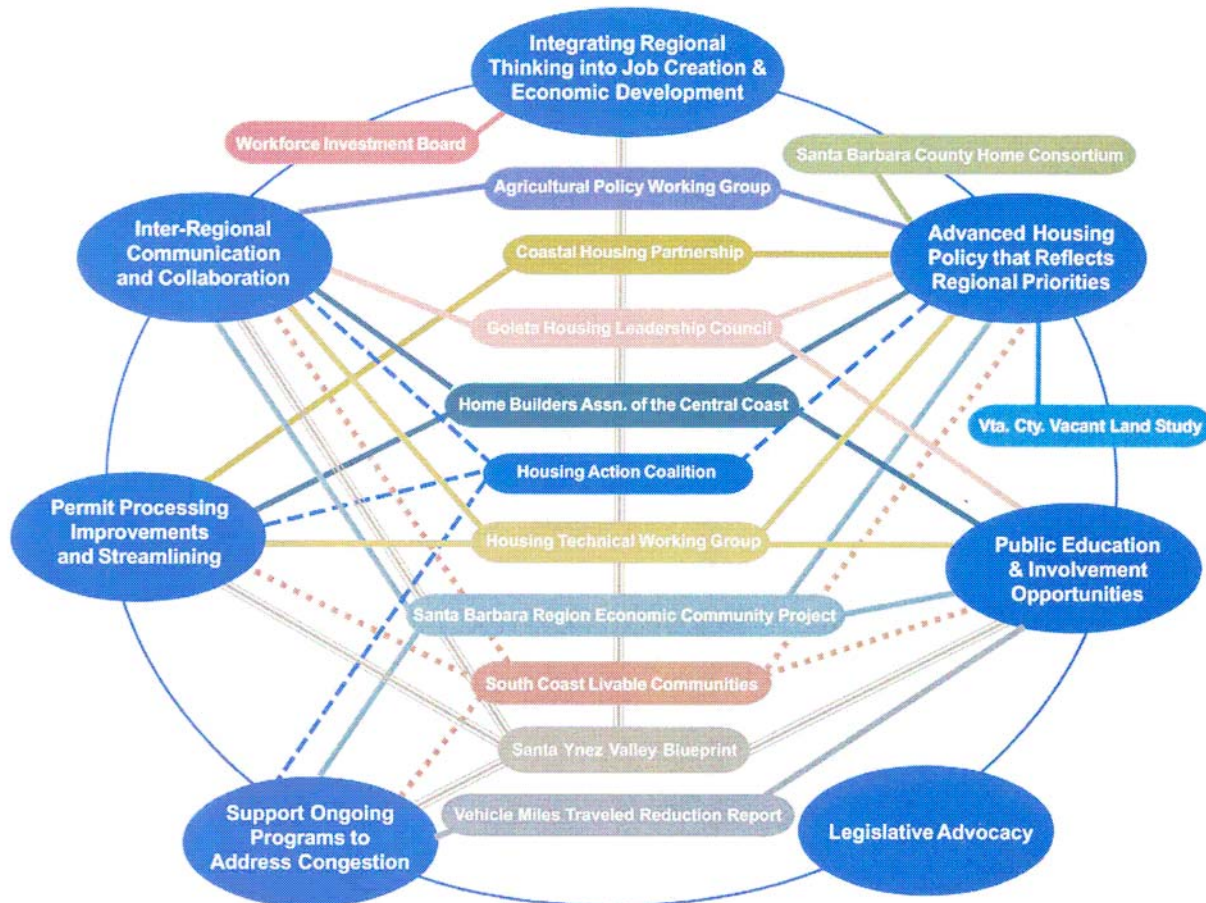 Integrating Regional
Thinking into Job Creation &
Economic Development
Workforce Investment Board
Santa Barbara County Home Consortium
Agricultural Policy Working Group
Inter-Regional
Communication
and Collaboration
Advanced Housing
Policy that Reflects
Regional Priorities
Coastal Housing Partnership
Goleta Housing Leadership Council
Home Builders Assn. of the Central Coast
Vta. Cty. Vacant Land Study
Housing Action Coalition
Permit Processing
Improvements
and Streamlining
Housing Technical Working Group
Public Education
& Involvement
Opportunities
Santa Barbara Region Economic Community Project
South Coast Livable Communities
Santa Ynez Valley Blueprint
Vehicle Miles Traveled Reduction Report
Support Ongoing
Programs to
Address Congestion
Legislative Advocacy